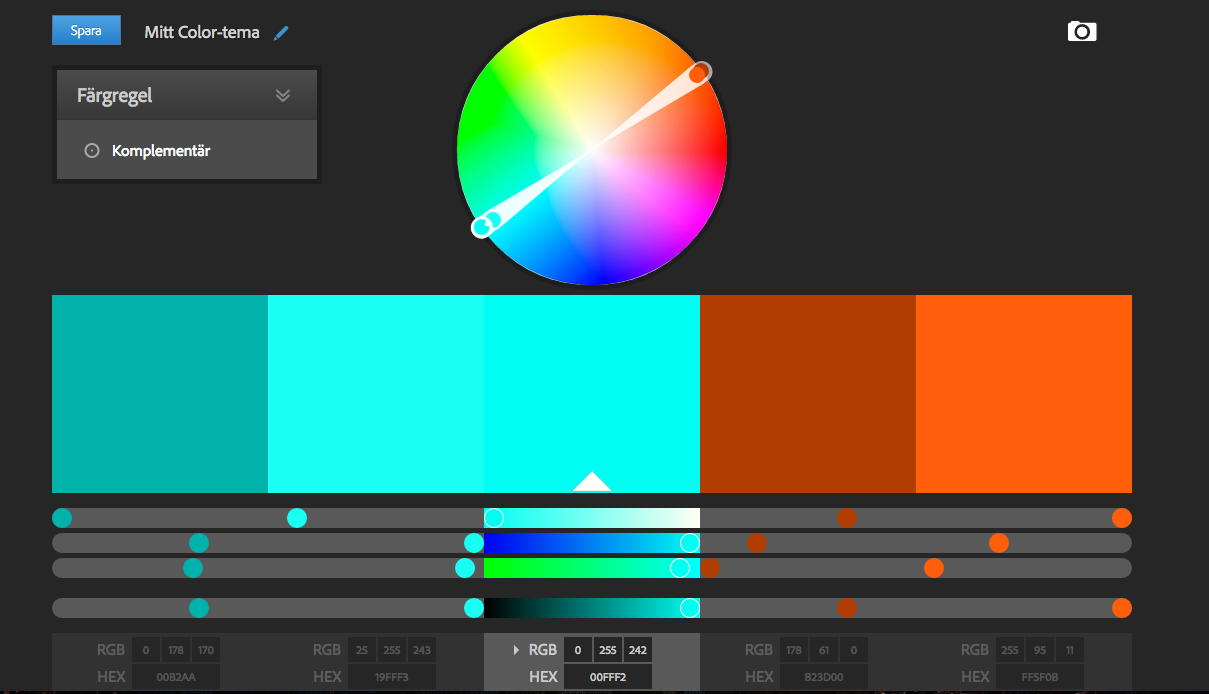 Spara
Mitt Color-tema
Färgregel
Komplementär
RGB 0 178 170
HEX 00B2AA
RGB 25 255 243
HEX 19FFF3
RGB 0 255 242
HEX 00FFF2
RGB 178 61 0
HEX B23D00
RGB 255 95 11
HEX FF5F0B